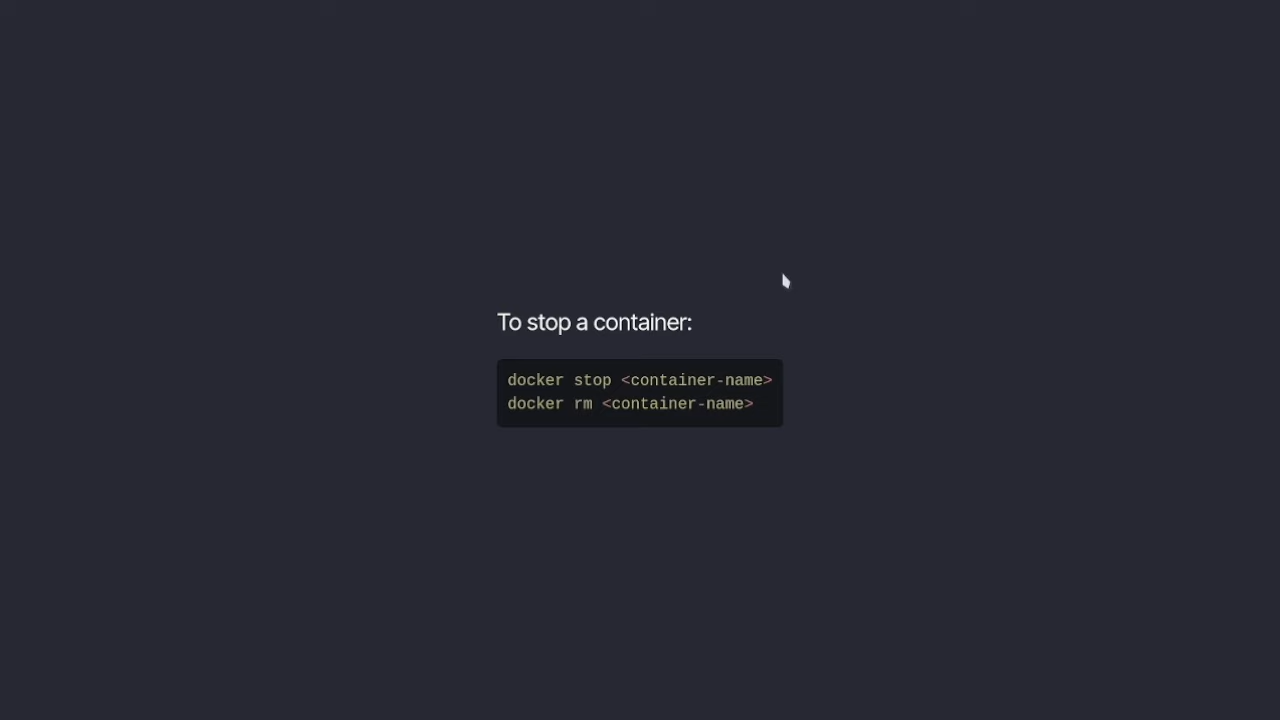 To stop a container:
docker stop <container-name>
docker rm <container-name>